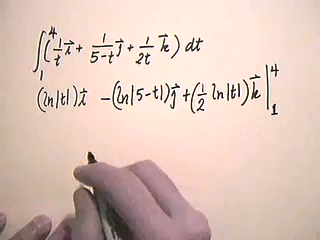 ∫₁⁴ (1/t i⃗ + 1/(5-t) j⃗ + 1/(2t) k⃗) dt
(ln|t|) i⃗ - (ln|5-t|) j⃗ + (1/2 ln|t|) k⃗ |₁⁴